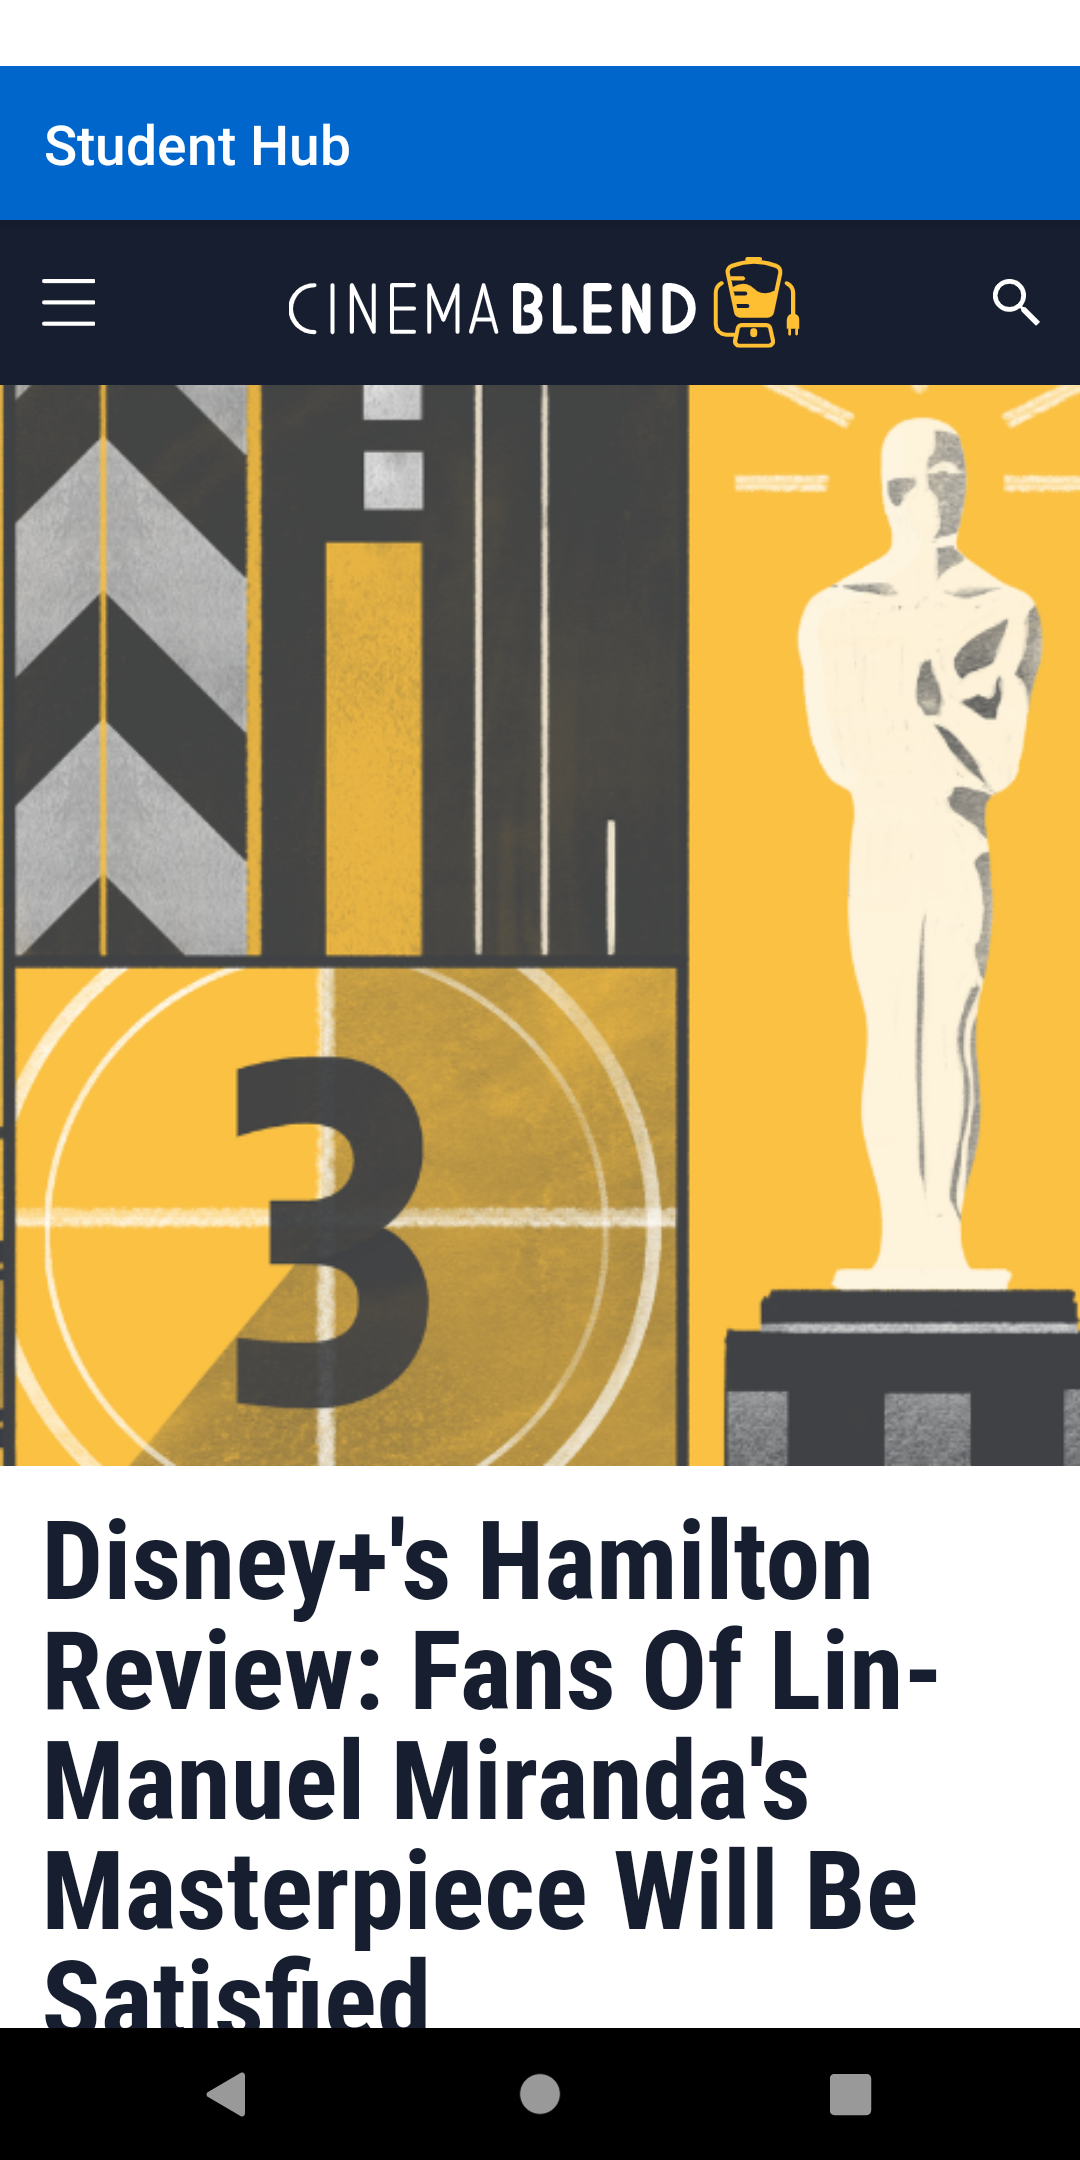 Student Hub
CINEMABLEND
3
Disney+'s Hamilton
Review: Fans Of Lin-
Manuel Miranda's
Masterpiece Will Be
Satisfied